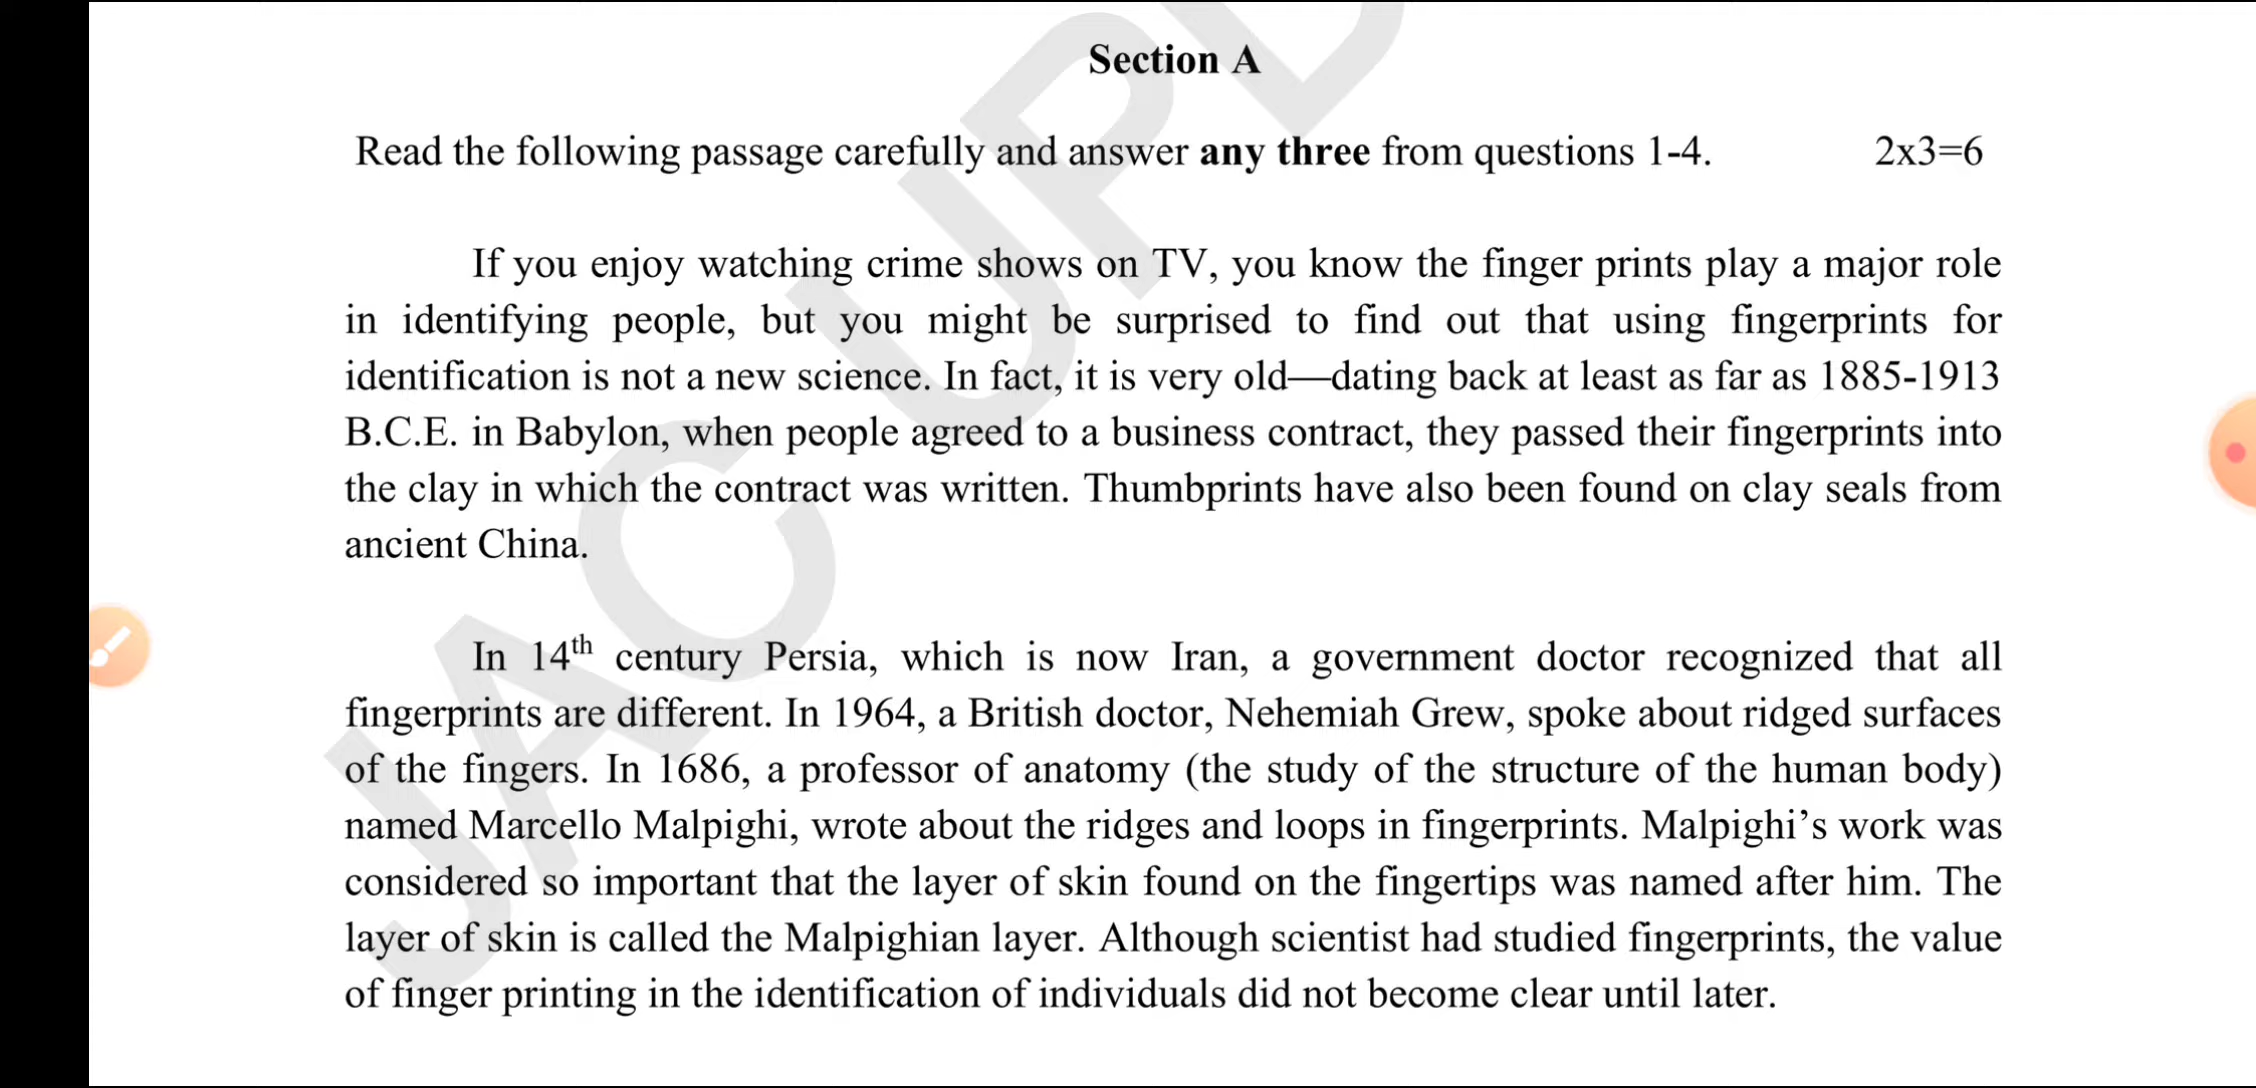 Section A
Read the following passage carefully and answer any three from questions 1-4. 2x3=6
If you enjoy watching crime shows on TV, you know the finger prints play a major role
in identifying people, but you might be surprised to find out that using fingerprints for
identification is not a new science. In fact, it is very old—dating back at least as far as 1885-1913
B.C.E. in Babylon, when people agreed to a business contract, they passed their fingerprints into
the clay in which the contract was written. Thumbprints have also been found on clay seals from
ancient China.
In 14th century Persia, which is now Iran, a government doctor recognized that all
fingerprints are different. In 1964, a British doctor, Nehemiah Grew, spoke about ridged surfaces
of the fingers. In 1686, a professor of anatomy (the study of the structure of the human body)
named Marcello Malpighi, wrote about the ridges and loops in fingerprints. Malpighi’s work was
considered so important that the layer of skin found on the fingertips was named after him. The
layer of skin is called the Malpighian layer. Although scientist had studied fingerprints, the value
of finger printing in the identification of individuals did not become clear until later.
JAC UPD